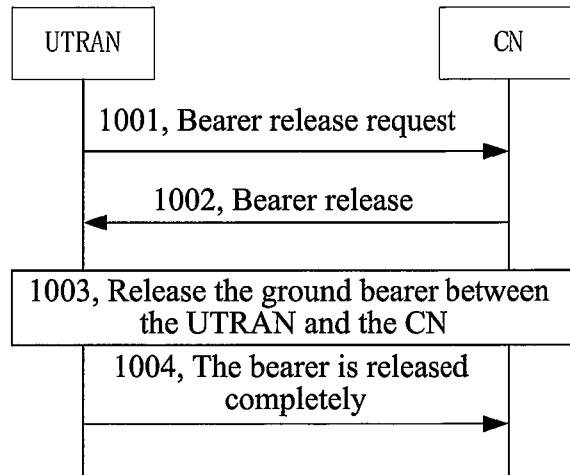 UTRAN
CN
1001, Bearer release request
1002, Bearer release
1003, Release the ground bearer between
the UTRAN and the CN
1004, The bearer is released
completely